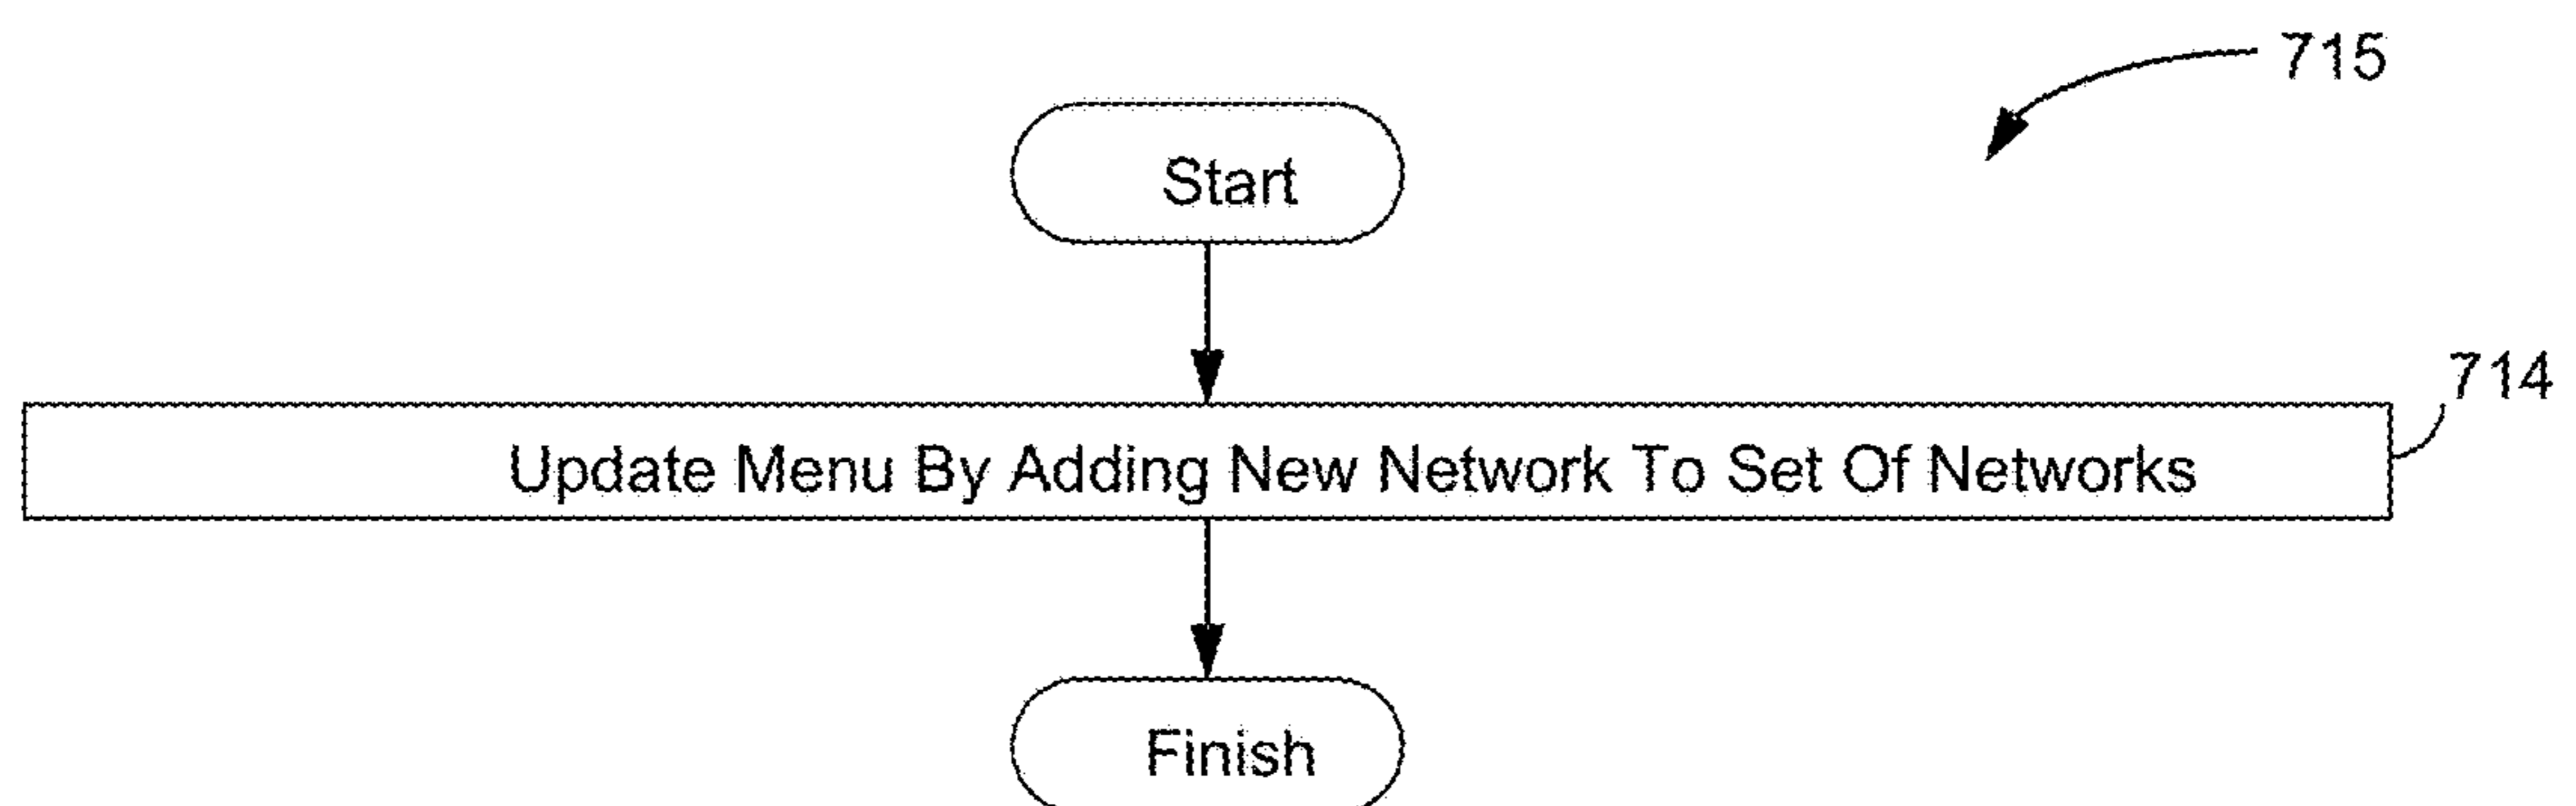 715
Start
714
Update Menu By Adding New Network To Set Of Networks
Finish